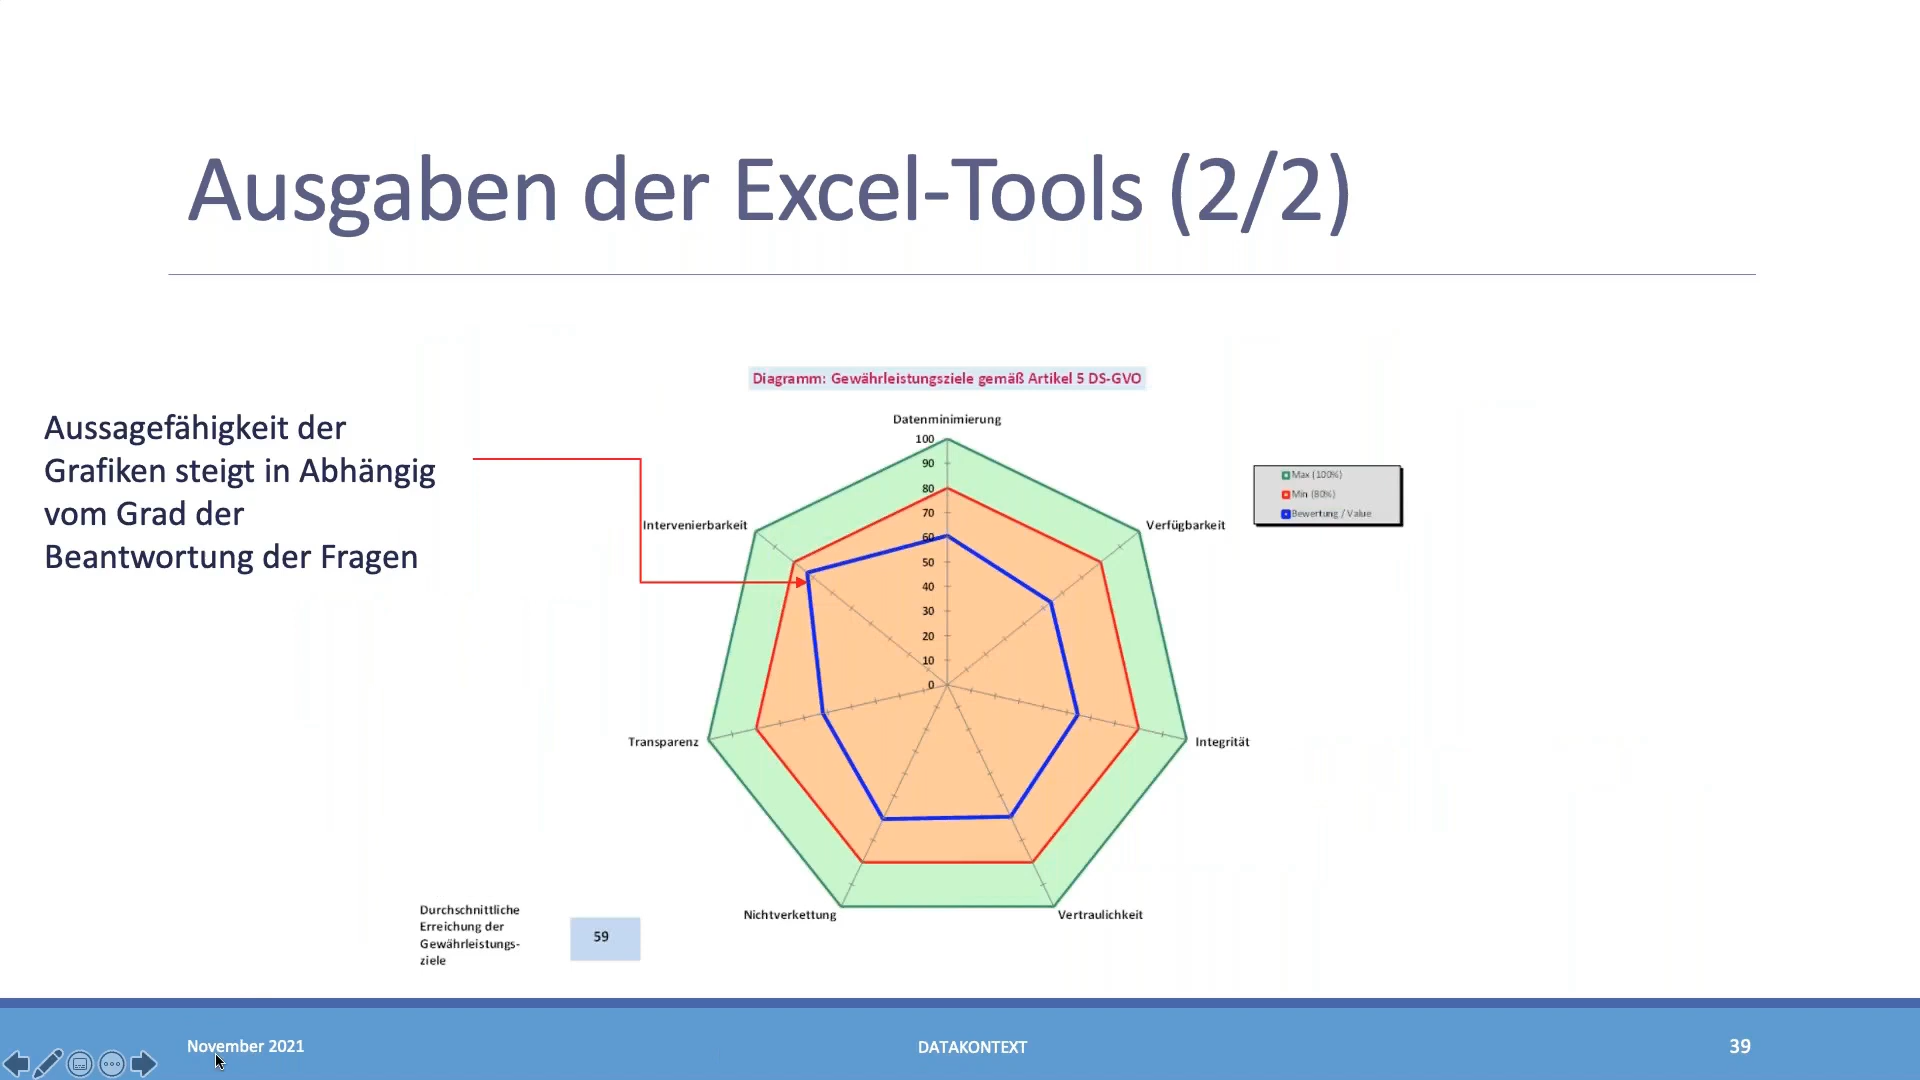 Ausgaben der Excel-Tools (2/2)
Aussagefähigkeit der
Grafiken steigt in Abhängig
vom Grad der
Beantwortung der Fragen
Diagramm: Gewährleistungsziele gemäß Artikel 5 DS-GVO
Datenminimierung
100
90
80
70
60
50
40
30
20
10
0
Intervenierbarkeit
Verfügbarkeit
Max (100%)
Min (80%)
Bewertung / Value
Transparenz
Integrität
Nichtverkettung
Vertraulichkeit
Durchschnittliche
Erreichung der
Gewährleistungs-
ziele
59
November 2021
DATAKONTEXT
39